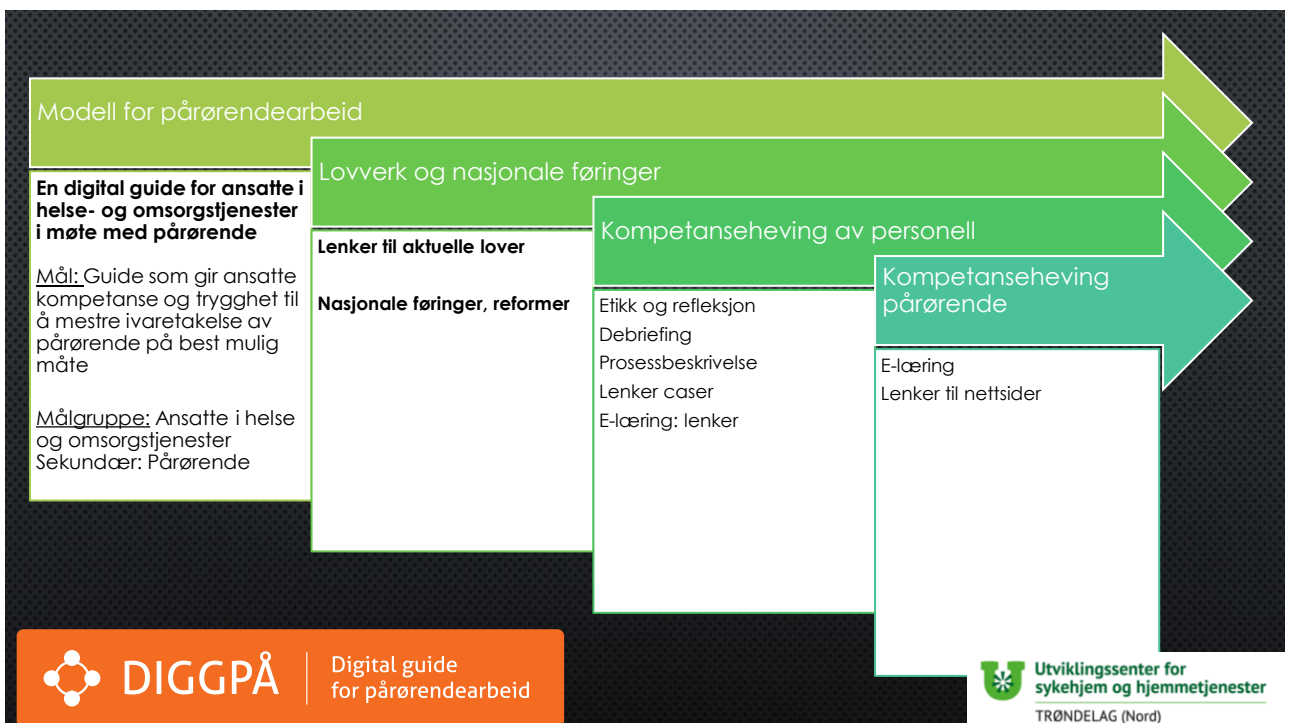 Modell for pårørendearbeid
En digital guide for ansatte i
helse- og omsorgstjenester
i møte med pårørende
Mål: Guide som gir ansatte
kompetanse og trygghet til
å mestre ivaretakelse av
pårørende på best mulig
måte
Målgruppe: Ansatte i helse
og omsorgstjenester
Sekundær: Pårørende
Lovverk og nasjonale føringer
Lenker til aktuelle lover
Nasjonale føringer, reformer
Kompetanseheving av personell
Etikk og refleksjon
Debriefing
Prosessbeskrivelse
Lenker caser
E-læring: lenker
Kompetanseheving
pårørende
E-læring
Lenker til nettsider
DIGGPÅ
Digital guide
for pårørendearbeid
Utviklingssenter for
sykehjem og hjemmetjenester
TRØNDELAG (Nord)